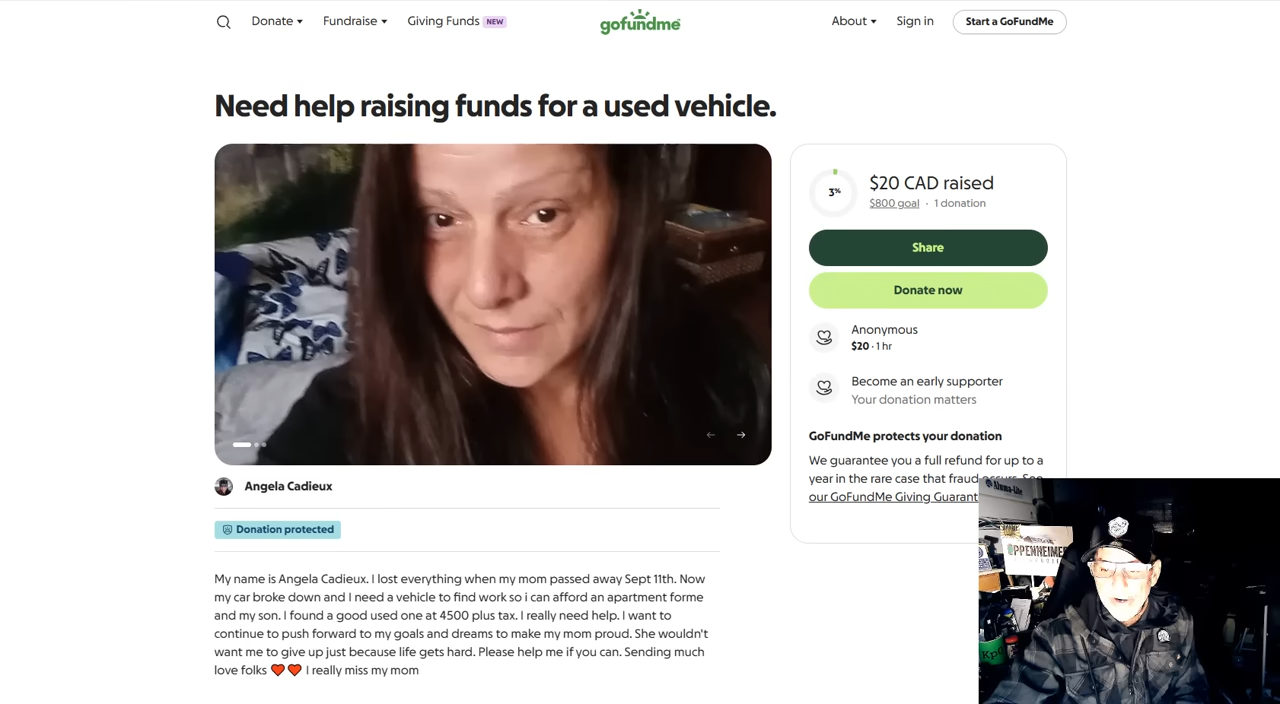 Donate
Fundraise
Giving Funds NEW
gofundme
About
Sign in
Start a GoFundMe
Need help raising funds for a used vehicle.
3%
$20 CAD raised
$800 goal · 1 donation
Share
Donate now
Anonymous
$20 · 1 hr
Become an early supporter
Your donation matters
GoFundMe protects your donation
We guarantee you a full refund for up to a
year in the rare case that fraud occurs. See
our GoFundMe Giving Guarant
Angela Cadieux
Donation protected
My name is Angela Cadieux. I lost everything when my mom passed away Sept 11th. Now
my car broke down and I need a vehicle to find work so i can afford an apartment forme
and my son. I found a good used one at 4500 plus tax. I really need help. I want to
continue to push forward to my goals and dreams to make my mom proud. She wouldn't
want me to give up just because life gets hard. Please help me if you can. Sending much
love folks ❤️❤️ I really miss my mom
PPENHEIMER